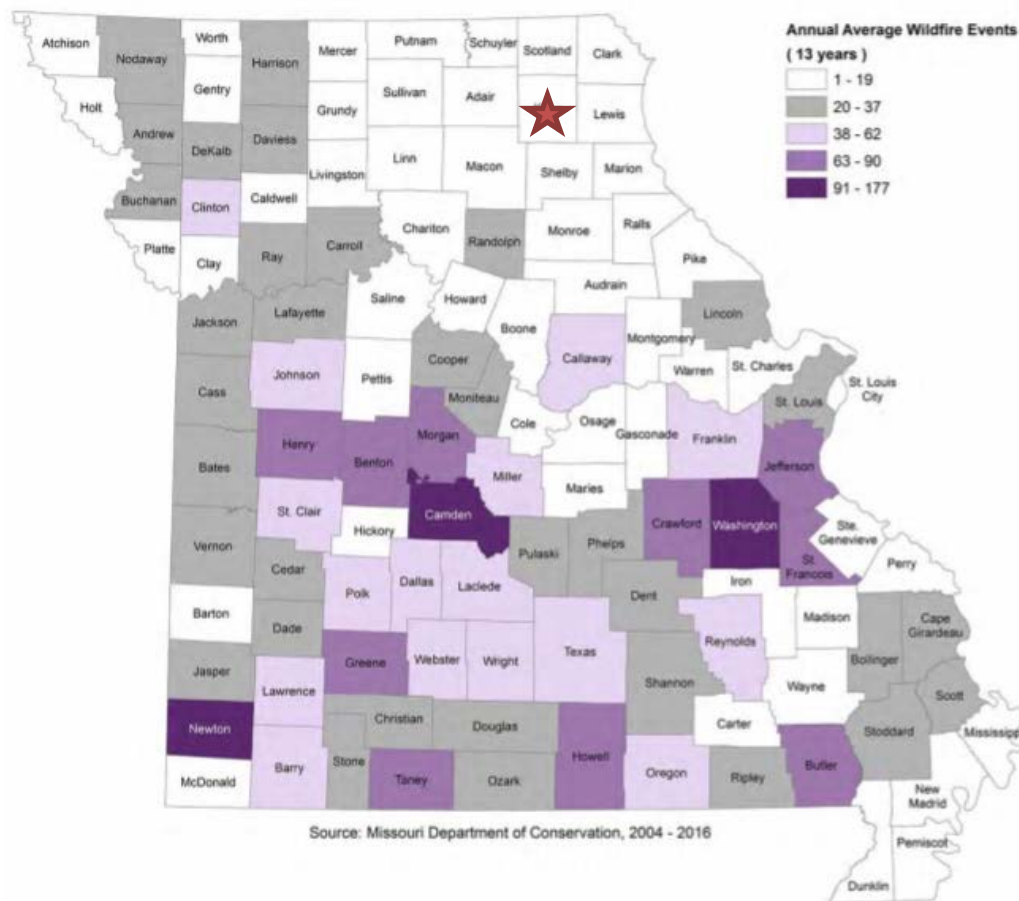 Annual Average Wildfire Events
( 13 years )
1 - 19
20 - 37
38 - 62
63 - 90
91 - 177
Atchison
Nodaway
Worth
Harrison
Mercer
Putnam
Schuyler
Scotland
Clark
Holt
Gentry
Grundy
Sullivan
Adair
Lewis
Andrew
DeKalb
Daviess
Livingston
Linn
Macon
Shelby
Marion
Buchanan
Clinton
Caldwell
Chariton
Randolph
Monroe
Ralls
Platte
Clay
Ray
Carroll
Saline
Howard
Audrain
Pike
Jackson
Lafayette
Boone
Callaway
Montgomery
Lincoln
Cass
Johnson
Pettis
Cooper
Moniteau
Cole
Osage
Gasconade
Warren
St. Charles
St. Louis
St. Louis
City
Bates
Henry
Benton
Morgan
Miller
Maries
Franklin
Jefferson
Vernon
St. Clair
Hickory
Camden
Pulaski
Phelps
Crawford
Washington
St.
Francois
Ste.
Genevieve
Perry
Cedar
Polk
Dallas
Laclede
Dent
Iron
Madison
Barton
Dade
Greene
Webster
Wright
Texas
Reynolds
Bollinger
Cape
Girardeau
Jasper
Lawrence
Shannon
Wayne
Scott
Newton
Christian
Douglas
Howell
Carter
Stoddard
Mississipp
McDonald
Barry
Stone
Taney
Ozark
Oregon
Ripley
Butler
New
Madrid
Pemiscot
Dunklin
Source: Missouri Department of Conservation, 2004 - 2016